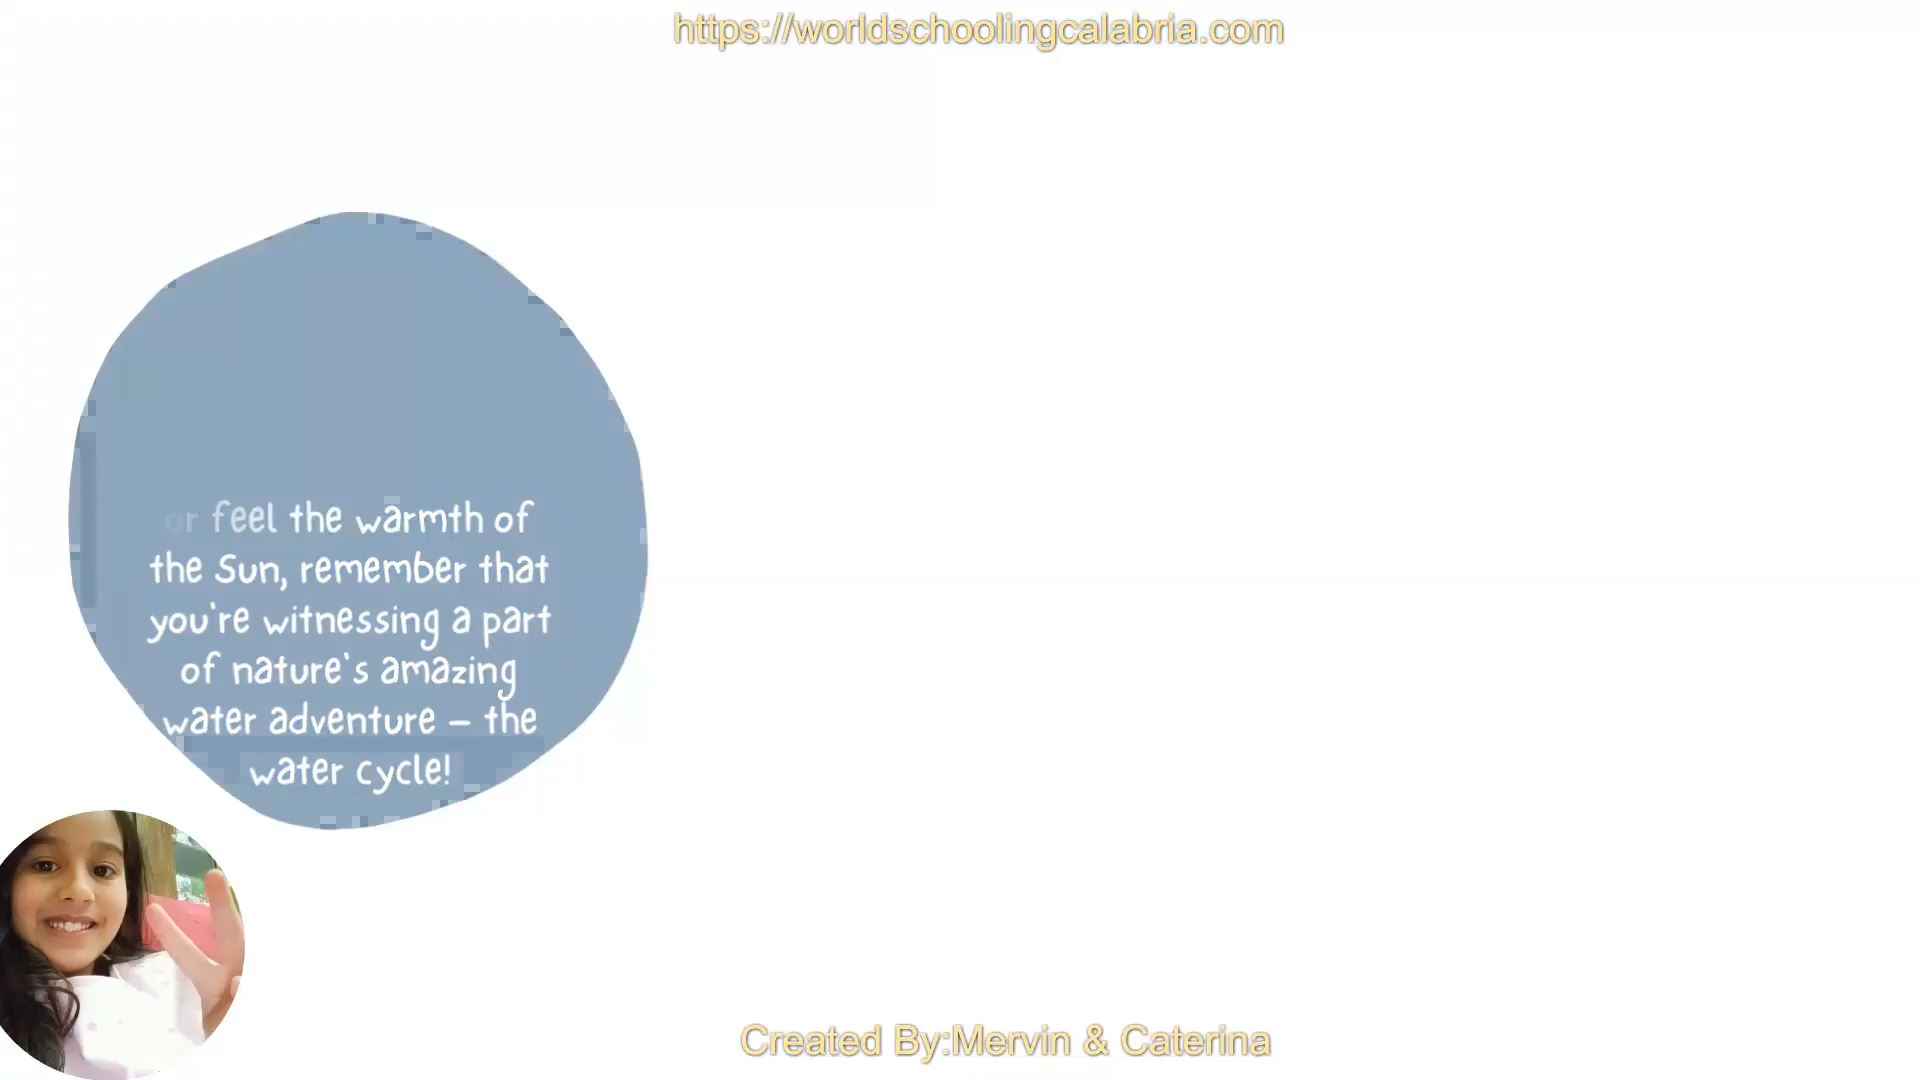 https://worldschoolingcalabria.com
or feel the warmth of
the Sun, remember that
you're witnessing a part
of nature's amazing
water adventure – the
water cycle!
Created By:Mervin & Caterina